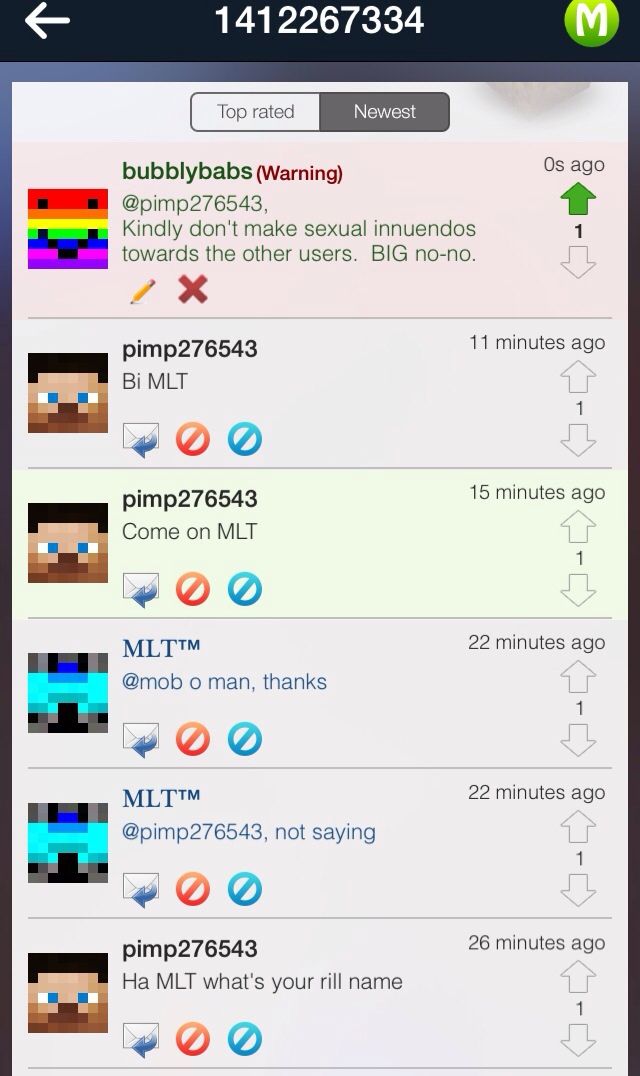 1412267334
M
Top rated
Newest
bubblybabs (Warning)
0s ago
@pimp276543,
Kindly don't make sexual innuendos
towards the other users.  BIG no-no.
1
pimp276543
11 minutes ago
Bi MLT
1
pimp276543
15 minutes ago
Come on MLT
1
MLT™
22 minutes ago
@mob o man, thanks
1
MLT™
22 minutes ago
@pimp276543, not saying
1
pimp276543
26 minutes ago
Ha MLT what's your rill name
1